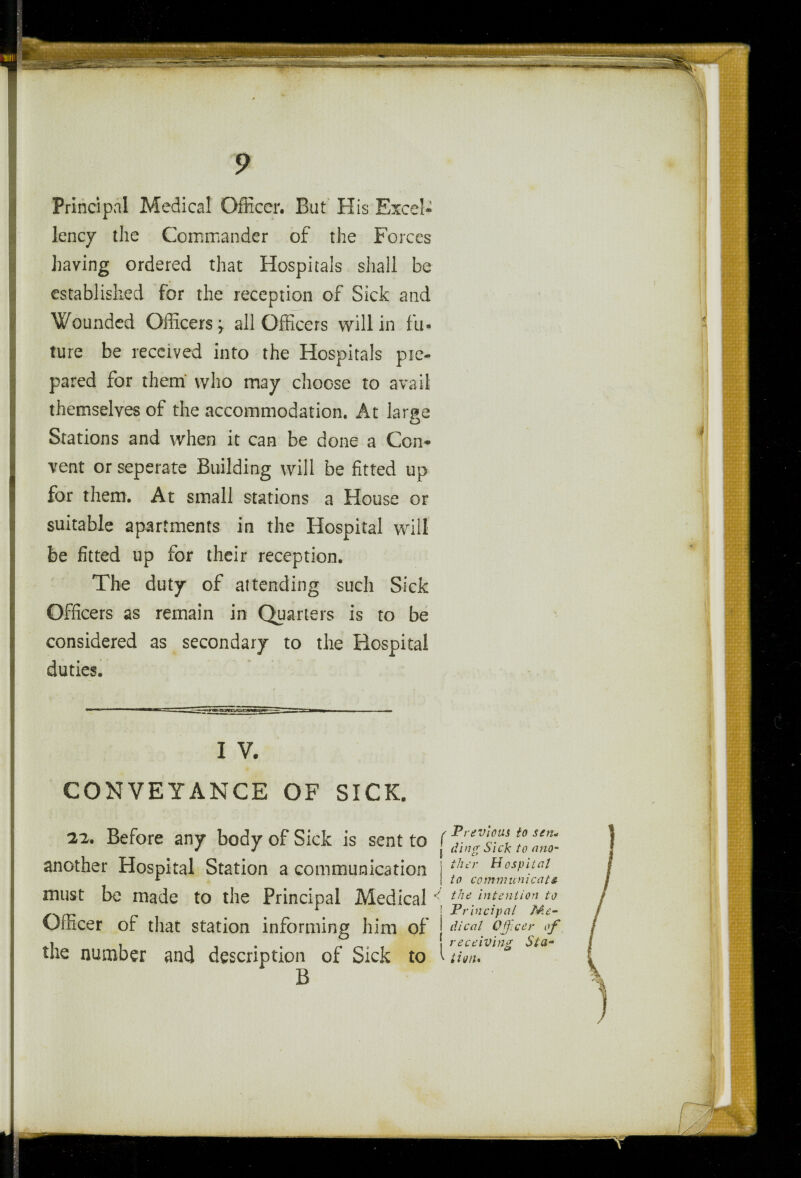 9
Principal Medical Officer. But His Excel-
lency the Commander of the Forces
having ordered that Hospitals shall be
established for the reception of Sick and
Wounded Officers; all Officers will in fu-
ture be received into the Hospitals pre-
pared for them who may choose to avail
themselves of the accommodation. At large
Stations and when it can be done a Con-
vent or seperate Building will be fitted up
for them. At small stations a House or
suitable apartments in the Hospital will
be fitted up for their reception.
The duty of attending such Sick
Officers as remain in Quarters is to be
considered as secondary to the Hospital
duties.
IV.
CONVEYANCE OF SICK.
22. Before any body of Sick is sent to
another Hospital Station a communication
must be made to the Principal Medical
Officer of that station informing him of
the number and description of Sick to
B
Previous to sen-
ding Sick to ano-
ther Hospital
to communicate
the intention to
Principal Me-
dical Officer of
receiving Sta-
tion.